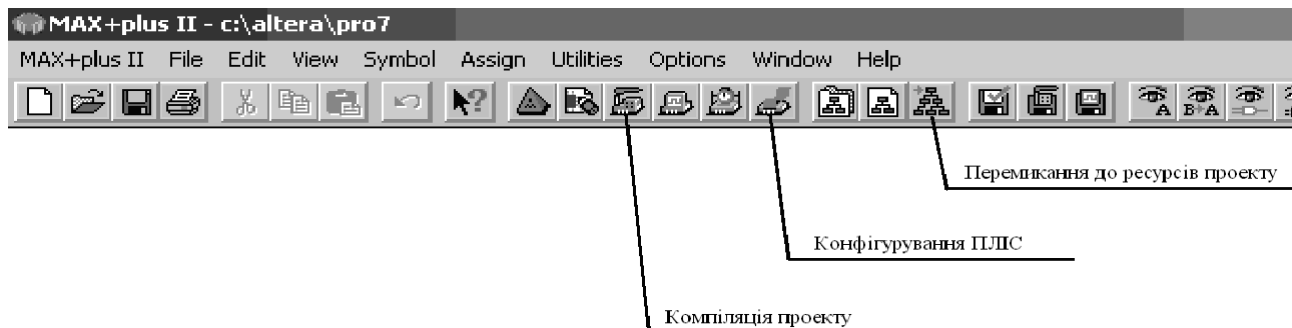 MAX+plus II - c:\altera\pro7
MAX+plus II File Edit View Symbol Assign Utilities Options Window Help
A B A
Перемикання до ресурсів проекту
Конфігурування ПЛІС
Компіляція проекту